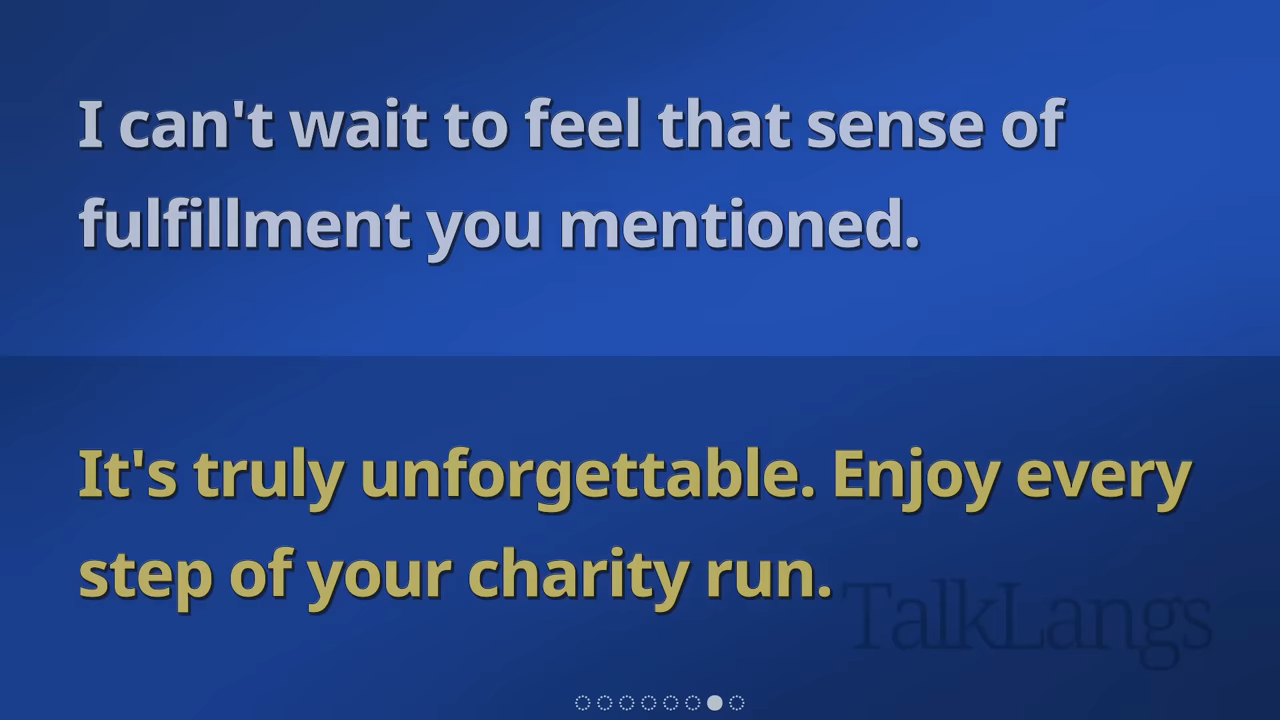 I can't wait to feel that sense of
fulfillment you mentioned.
It's truly unforgettable. Enjoy every
step of your charity run.
TalkLangs